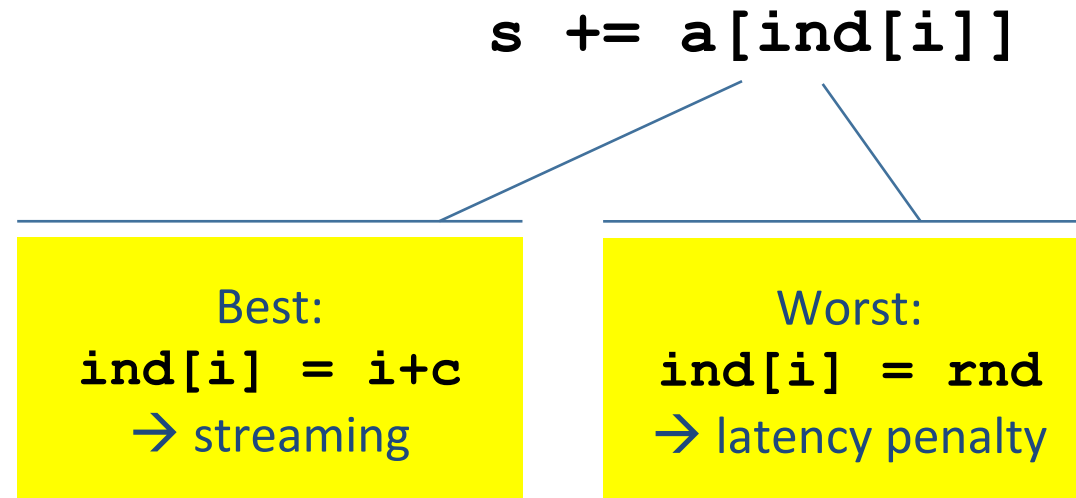 s += a[ind[i]]
Best:
ind[i] = i+c
→ streaming
Worst:
ind[i] = rnd
→ latency penalty